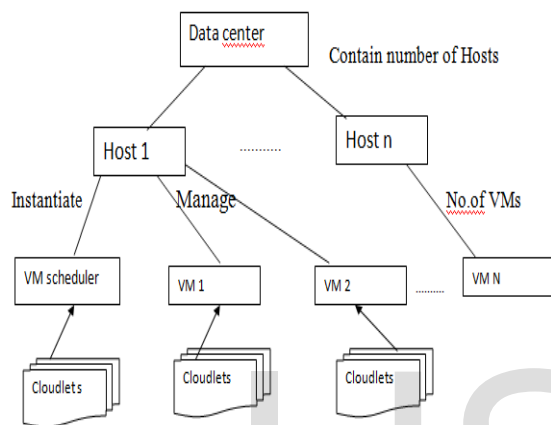 Data center
Contain number of Hosts
Host 1
............
Host n
Instantiate
Manage
No.of VMs
VM scheduler
VM 1
VM 2
........
VM N
Cloudlets
Cloudlets
Cloudlets